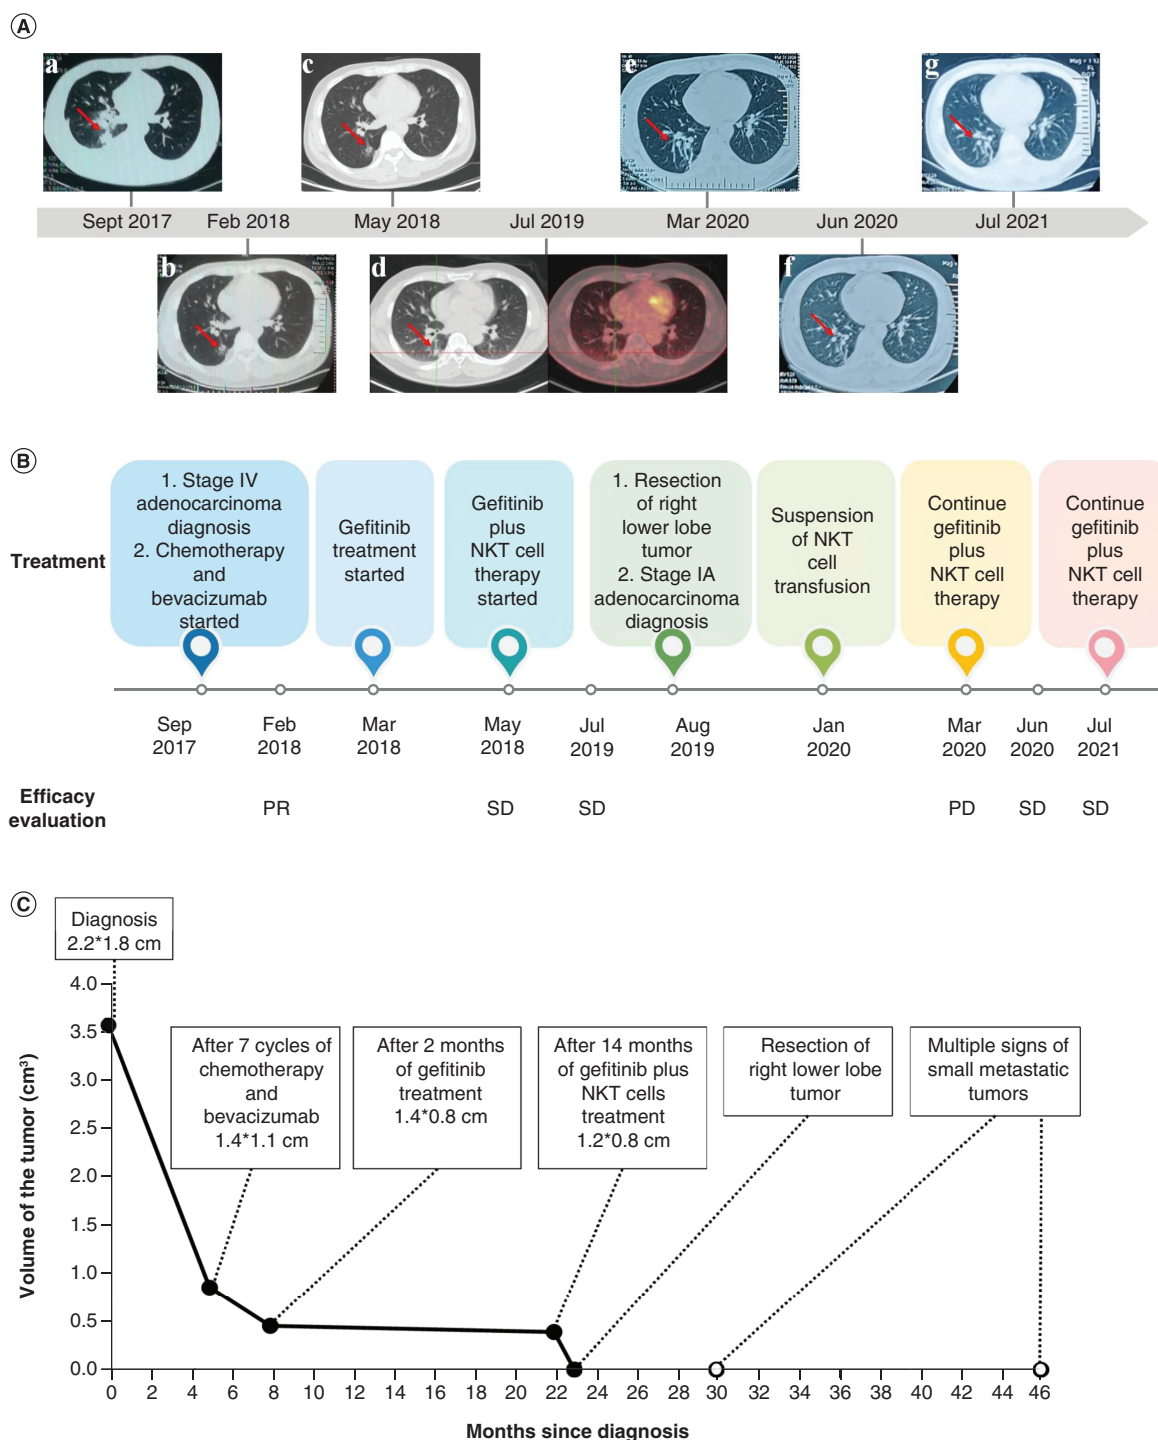 A
a
c
e
g
Sept 2017
Feb 2018
May 2018
Jul 2019
Mar 2020
Jun 2020
Jul 2021
b
d
f
B
Treatment
1. Stage IV
adenocarcinoma
diagnosis
2. Chemotherapy
and
bevacizumab
started
Gefitinib
treatment
started
Gefitinib
plus
NKT cell
therapy
started
1. Resection
of right
lower lobe
tumor
2. Stage IA
adenocarcinoma
diagnosis
Suspension
of NKT
cell
transfusion
Continue
gefitinib
plus
NKT cell
therapy
Continue
gefitinib
plus
NKT cell
therapy
Sep
2017
Feb
2018
Mar
2018
May
2018
Jul
2019
Aug
2019
Jan
2020
Mar
2020
Jun
2020
Jul
2021
Efficacy
evaluation
PR
SD
SD
PD
SD
SD
C
Diagnosis
2.2*1.8 cm
After 7 cycles of
chemotherapy
and
bevacizumab
1.4*1.1 cm
After 2 months
of gefitinib
treatment
1.4*0.8 cm
After 14 months
of gefitinib plus
NKT cells
treatment
1.2*0.8 cm
Resection of
right lower lobe
tumor
Multiple signs of
small metastatic
tumors
Volume of the tumor (cm³)
4.0
3.5
3.0
2.5
2.0
1.5
1.0
0.5
0.0
0 2 4 6 8 10 12 14 16 18 20 22 24 26 28 30 32 34 36 38 40 42 44 46
Months since diagnosis